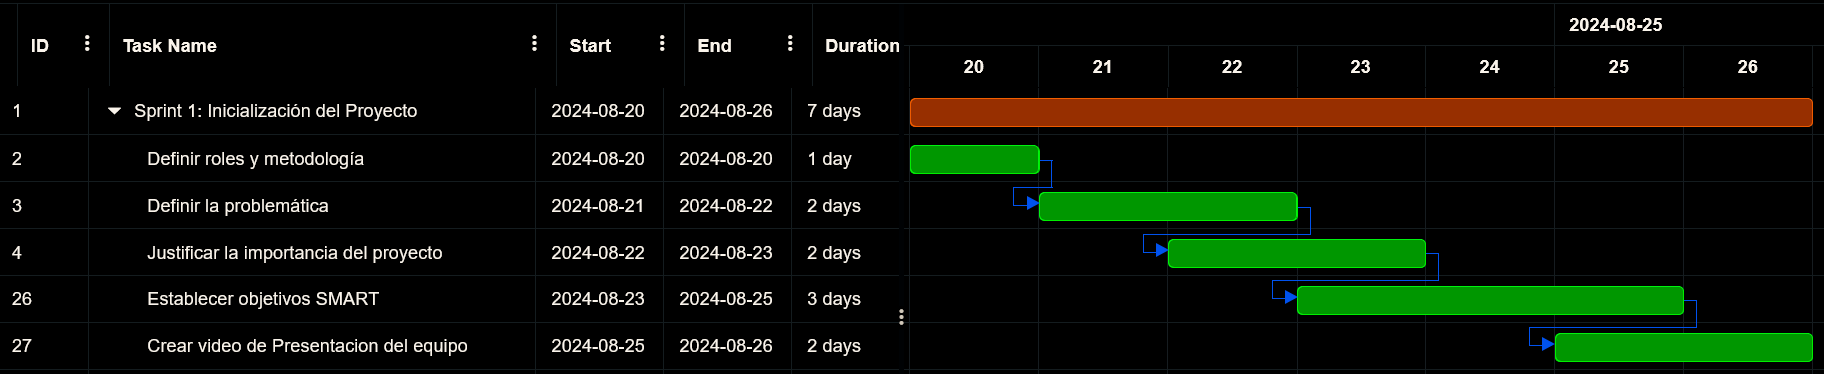 2024-08-25
ID Task Name Start End Duration
20 21 22 23 24 25 26
1 Sprint 1: Inicialización del Proyecto 2024-08-20 2024-08-26 7 days
2 Definir roles y metodología 2024-08-20 2024-08-20 1 day
3 Definir la problemática 2024-08-21 2024-08-22 2 days
4 Justificar la importancia del proyecto 2024-08-22 2024-08-23 2 days
26 Establecer objetivos SMART 2024-08-23 2024-08-25 3 days
27 Crear video de Presentacion del equipo 2024-08-25 2024-08-26 2 days